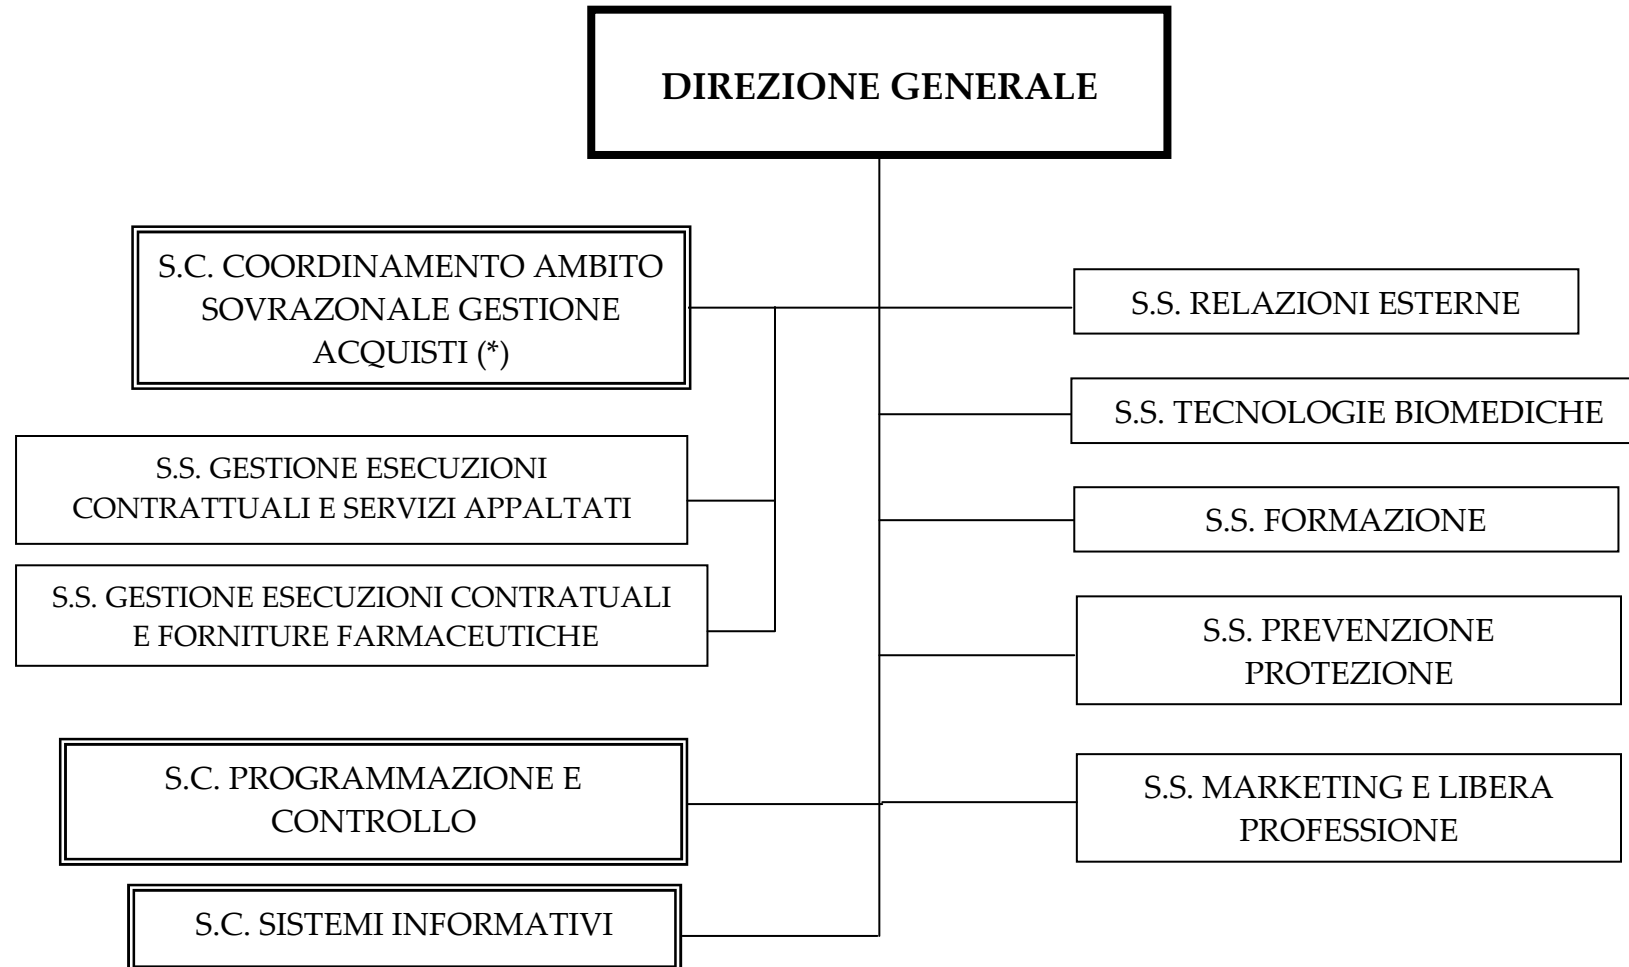 DIREZIONE GENERALE
S.C. COORDINAMENTO AMBITO
SOVRAZONALE GESTIONE
ACQUISTI (*)
S.S. GESTIONE ESECUZIONI
CONTRATTUALI E SERVIZI APPALTATI
S.S. GESTIONE ESECUZIONI CONTRATUALI
E FORNITURE FARMACEUTICHE
S.C. PROGRAMMAZIONE E
CONTROLLO
S.C. SISTEMI INFORMATIVI
S.S. RELAZIONI ESTERNE
S.S. TECNOLOGIE BIOMEDICHE
S.S. FORMAZIONE
S.S. PREVENZIONE
PROTEZIONE
S.S. MARKETING E LIBERA
PROFESSIONE